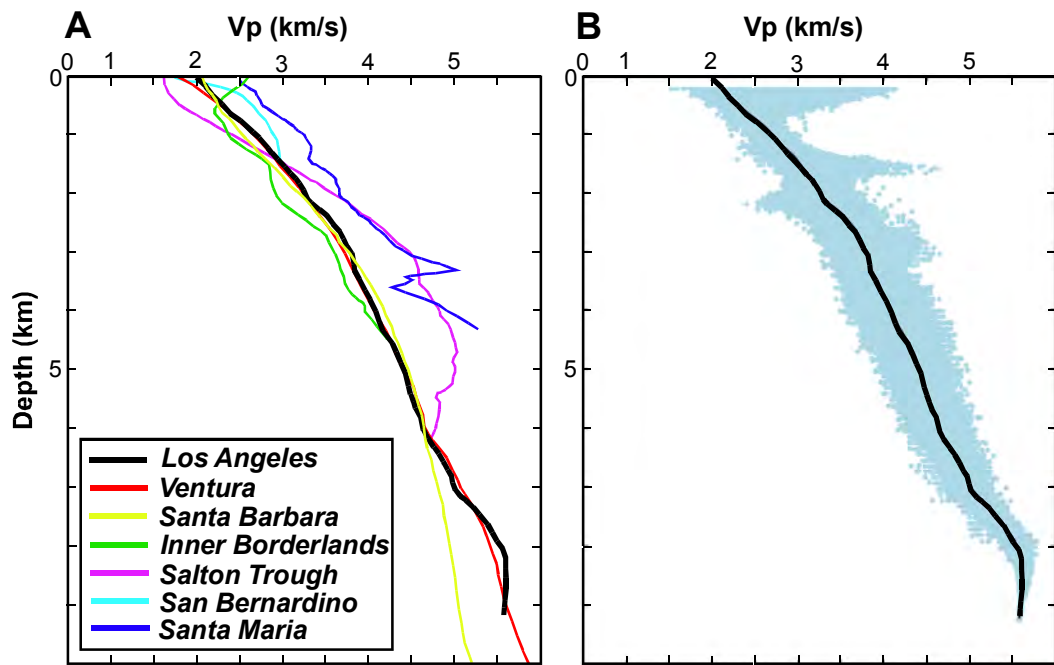 A
Vp (km/s)
0 1 2 3 4 5
0
5
Depth (km)
Los Angeles
Ventura
Santa Barbara
Inner Borderlands
Salton Trough
San Bernardino
Santa Maria
B
Vp (km/s)
0 1 2 3 4 5
0
5